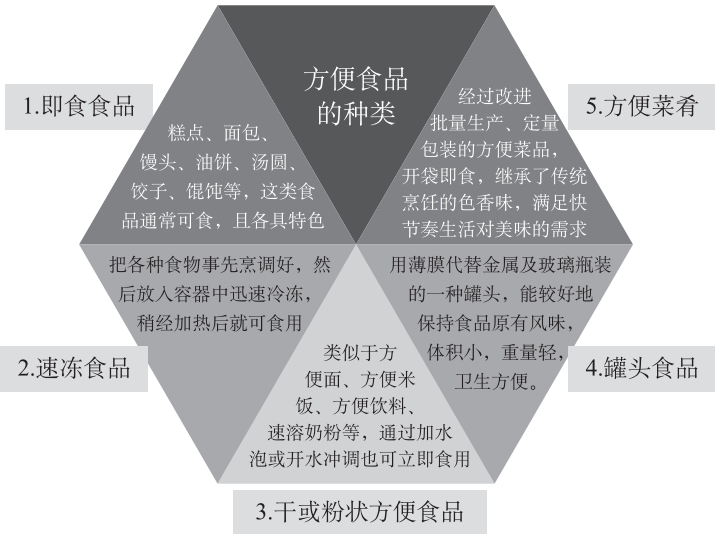 方便食品
的种类
1.即食食品
糕点、面包、
馒头、油饼、汤圆、
饺子、馄饨等，这类食
品通常可食，且各具特色
2.速冻食品
把各种食物事先烹调好，然
后放入容器中迅速冷冻，
稍经加热后就可食用
3.干或粉状方便食品
类似于方
便面、方便米
饭、方便饮料、
速溶奶粉等，通过加水
泡或开水冲调也可立即食用
4.罐头食品
用薄膜代替金属及玻璃瓶装
的一种罐头，能较好地
保持食品原有风味，
体积小，重量轻，
卫生方便。
5.方便菜肴
经过改进
批量生产、定量
包装的方便菜品，
开袋即食，继承了传统
烹饪的色香味，满足快
节奏生活对美味的需求